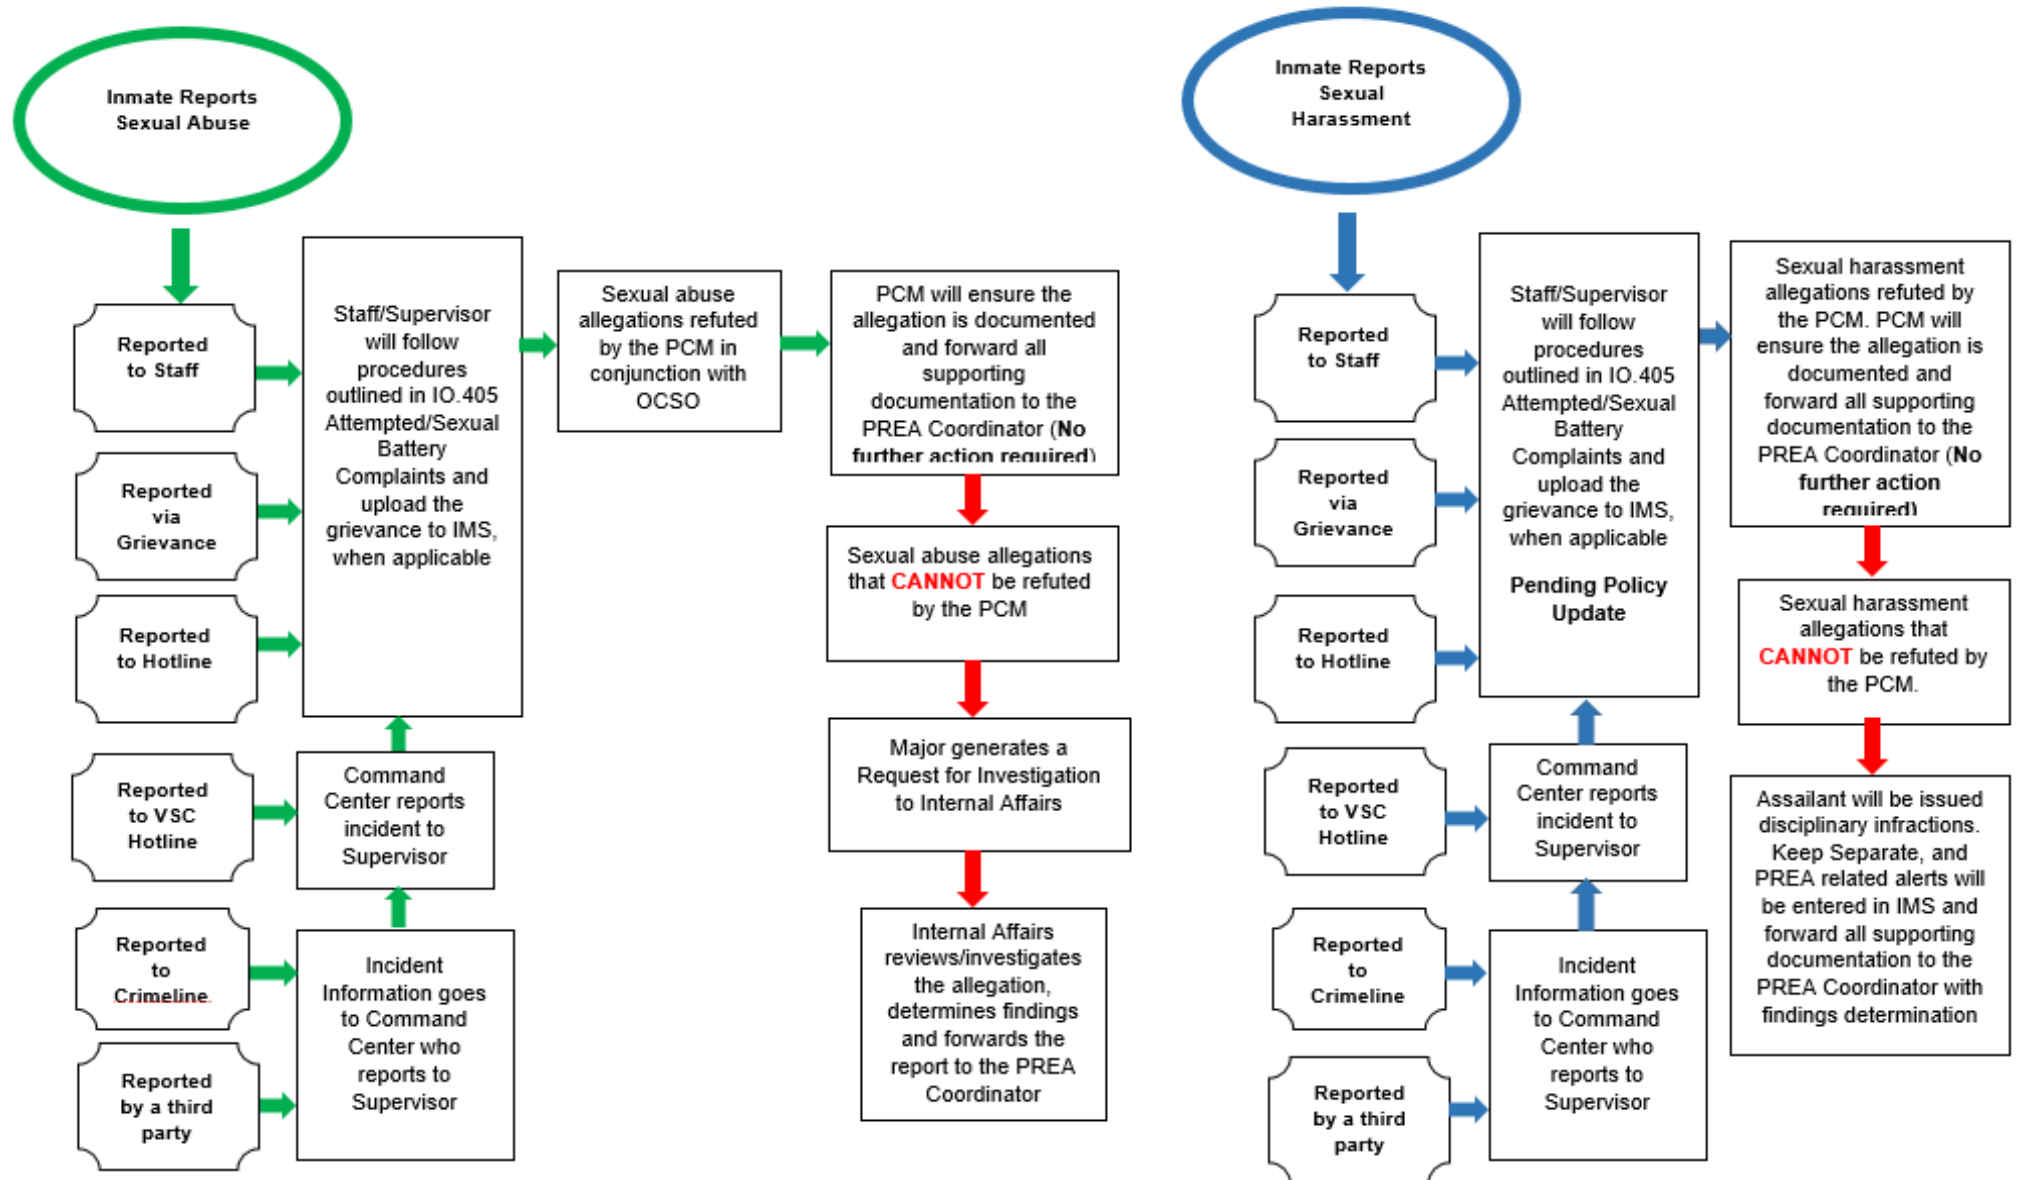 Inmate Reports
Sexual Abuse
Reported
to Staff
Reported
via
Grievance
Reported
to Hotline
Reported
to VSC
Hotline
Reported
to
Crimeline
Reported
by a third
party
Staff/Supervisor
will follow
procedures
outlined in IO.405
Attempted/Sexual
Battery
Complaints and
upload the
grievance to IMS,
when applicable
Command
Center reports
incident to
Supervisor
Incident
Information goes
to Command
Center who
reports to
Supervisor
Sexual abuse
allegations refuted
by the PCM in
conjunction with
OCSO
PCM will ensure the
allegation is documented
and forward all
supporting
documentation to the
PREA Coordinator (No
further action required)
Sexual abuse allegations
that CANNOT be refuted
by the PCM
Major generates a
Request for Investigation
to Internal Affairs
Internal Affairs
reviews/investigates
the allegation,
determines findings
and forwards the
report to the PREA
Coordinator
Inmate Reports
Sexual
Harassment
Reported
to Staff
Reported
via
Grievance
Reported
to Hotline
Reported
to VSC
Hotline
Reported
to
Crimeline
Reported
by a third
party
Staff/Supervisor
will follow
procedures
outlined in IO.405
Attempted/Sexual
Battery
Complaints and
upload the
grievance to IMS,
when applicable
Pending Policy
Update
Command
Center reports
incident to
Supervisor
Incident
Information goes
to Command
Center who
reports to
Supervisor
Sexual harassment
allegations refuted by
the PCM. PCM will
ensure the allegation is
documented and
forward all supporting
documentation to the
PREA Coordinator (No
further action
required)
Sexual harassment
allegations that
CANNOT be refuted by
the PCM.
Assailant will be issued
disciplinary infractions.
Keep Separate, and
PREA related alerts will
be entered in IMS and
forward all supporting
documentation to the
PREA Coordinator with
findings determination